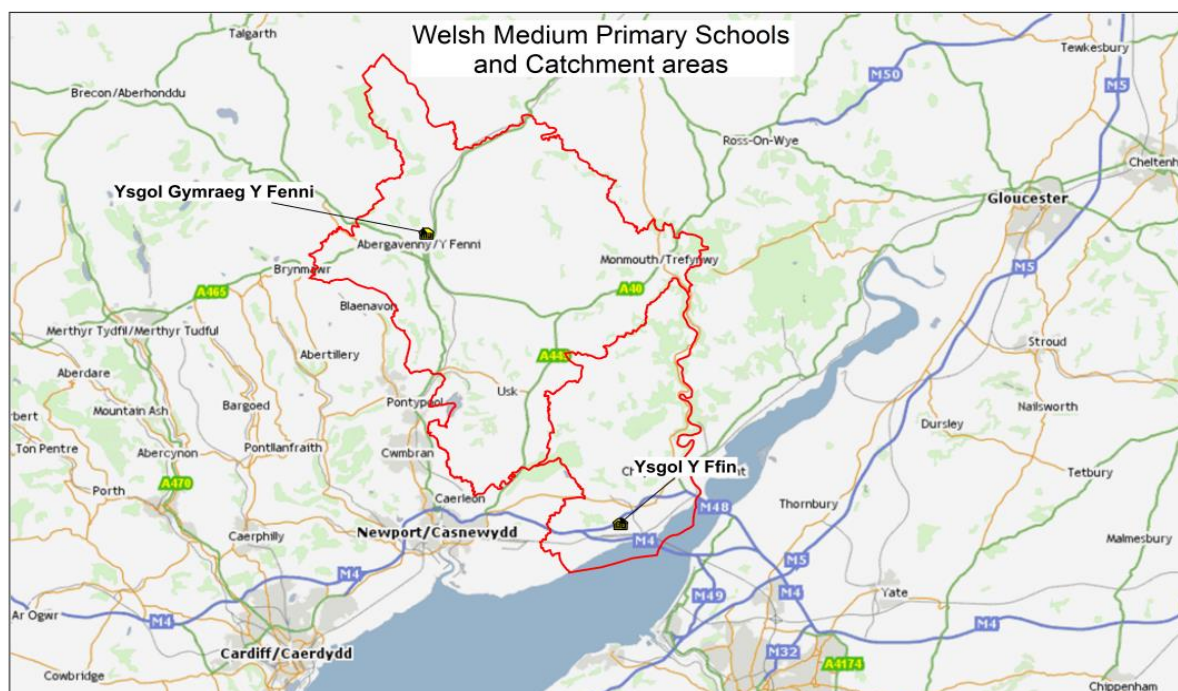 Welsh Medium Primary Schools
and Catchment areas
Talgarth
Tewkesbury
M50
M5
Brecon/Aberhonddu
Ross-On-Wye
Ysgol Gymraeg Y Fenni
Gloucester
Abergavenny/Y Fenni
Monmouth/Trefynwy
Brynmawr
M5
A465
A40
Blaenavon
Merthyr Tydfil/Merthyr Tudful
Stroud
Abertillery
Aberdare
Usk
Nailsworth
Mountain Ash
Bargoed
Pontypool
Dursley
Ton Pentre
Abercynon
Pontllanfraith
Cwmbran
Ysgol Y Ffin
Tetbury
A470
Porth
Caerleon
Thornbury
M48
Caerphilly
Newport/Casnewydd
M4
Malmesbury
M4
M5
M49
M4
Yate
Ar Ogwr
M4
M4
Cardiff/Caerdydd
M32
A4174
Cowbridge
Chippenham